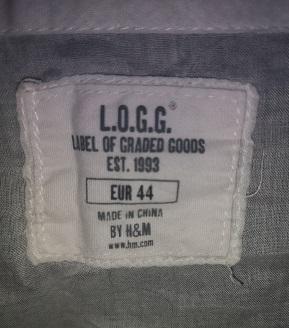 L.O.G.G.®
LABEL OF GRADED GOODS
EST. 1993
EUR 44
MADE IN CHINA
BY H&M
www.hm.com